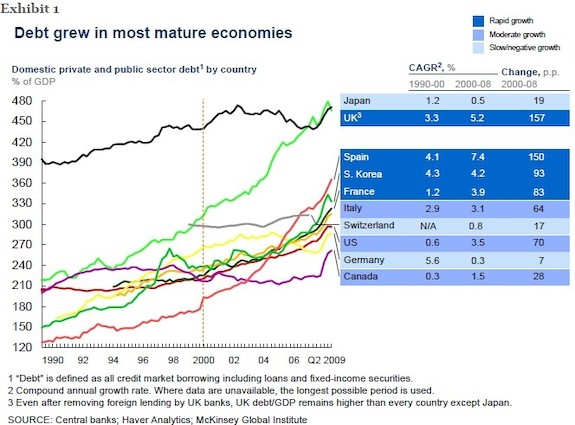 Exhibit 1
Debt grew in most mature economies
Rapid growth
Moderate growth
Slow/negative growth
Domestic private and public sector debt1 by country
% of GDP
CAGR2, % Change, p.p.
1990-00 2000-08 2000-08
Japan 1.2 0.5 19
UK3 3.3 5.2 157
Spain 4.1 7.4 150
S. Korea 4.3 4.2 93
France 1.2 3.9 83
Italy 2.9 3.1 64
Switzerland N/A 0.8 17
US 0.6 3.5 70
Germany 5.6 0.3 7
Canada 0.3 1.5 28
480
450
420
390
360
330
300
270
240
210
180
150
120
1990 92 94 96 98 2000 02 04 06 Q2 2009
1 “Debt” is defined as all credit market borrowing including loans and fixed-income securities.
2 Compound annual growth rate. Where data are unavailable, the longest possible period is used.
3 Even after removing foreign lending by UK banks, UK debt/GDP remains higher than every country except Japan.
SOURCE: Central banks; Haver Analytics; McKinsey Global Institute